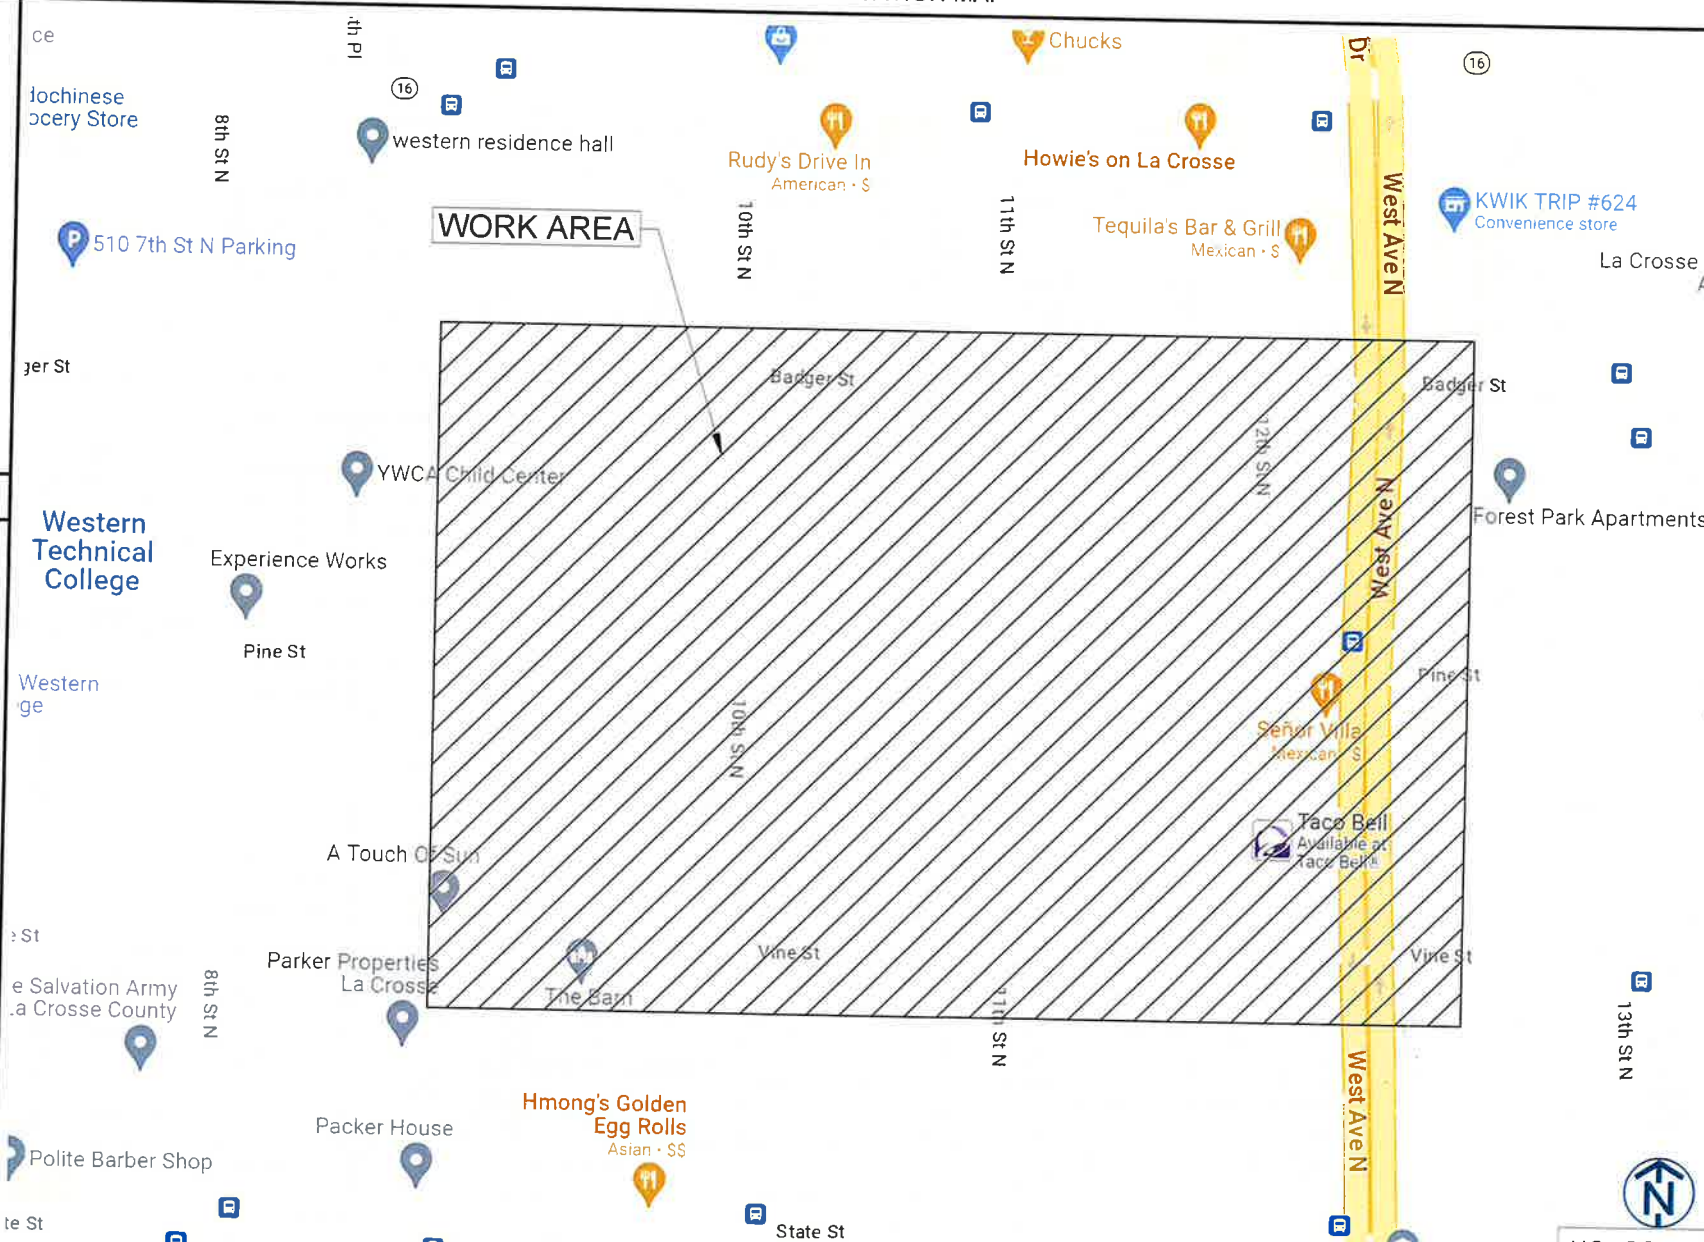 ce
th Pl
16
Chucks
Dr
16
dochinese
ocery Store
8th St N
western residence hall
Rudy's Drive In
American · $
Howie's on La Crosse
West Ave N
KWIK TRIP #624
Convenience store
510 7th St N Parking
WORK AREA
10th St N
11th St N
Tequila's Bar & Grill
Mexican · $
La Crosse
ger St
Badger St
Badger St
12th St N
YWCA Child Center
West Ave N
Forest Park Apartments
Western
Technical
College
Experience Works
Pine St
Pine St
Western
ge
10th St N
Señor Villa
Mexican · $
Taco Bell
Available at
Taco Bell®
A Touch Of Sun
e St
Parker Properties
La Crosse
Vine St
Vine St
The Barn
e Salvation Army
La Crosse County
8th St N
11th St N
13th St N
West Ave N
Hmong's Golden
Egg Rolls
Asian · $$
Packer House
Polite Barber Shop
N
te St
State St